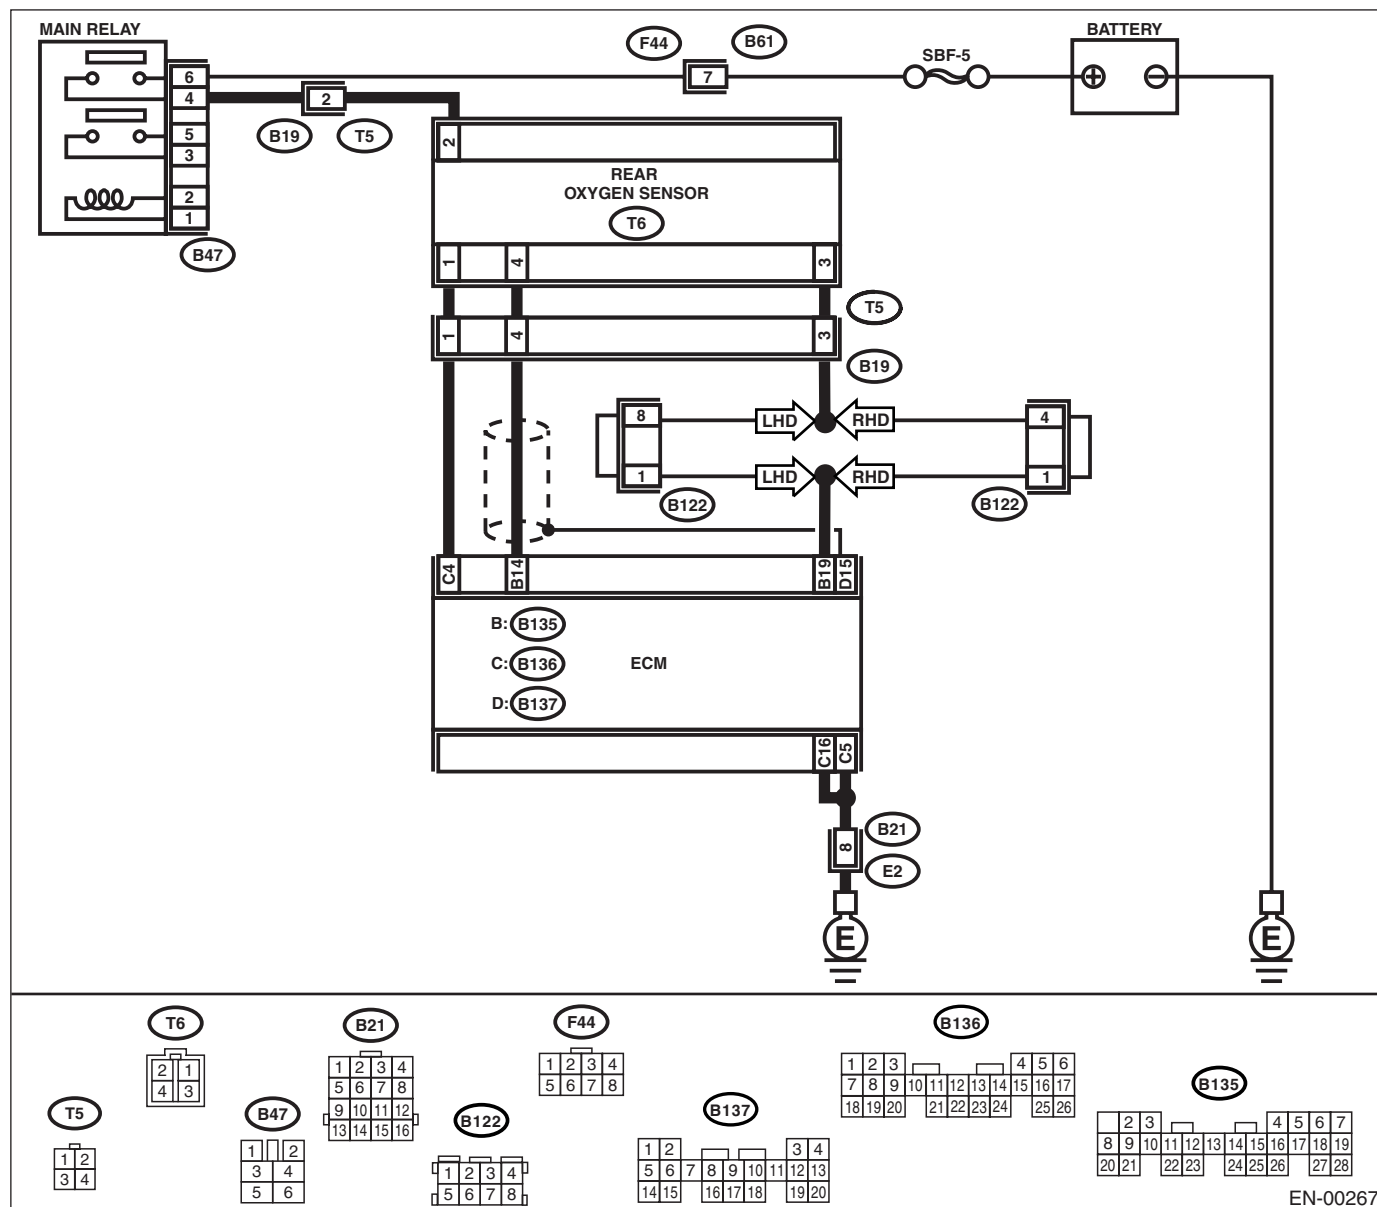 MAIN RELAY
BATTERY
F44
B61
SBF-5
6
7
4
2
B19
T5
5
3
2
1
B47
2
REAR
OXYGEN SENSOR
T6
1
4
3
T5
1
4
3
B19
8
LHD
RHD
4
1
LHD
RHD
1
B122
B122
C4
B14
B19
D15
B: B135
C: B136
ECM
D: B137
C16
C5
B21
8
E2
E
E
T6
2 1
4 3
B21
1 2 3 4
5 6 7 8
9 10 11 12
13 14 15 16
F44
1 2 3 4
5 6 7 8
B136
1 2 3 4 5 6
7 8 9 10 11 12 13 14 15 16 17
18 19 20 21 22 23 24 25 26
T5
1 2
3 4
B47
1 2
3 4
5 6
B122
1 2 3 4
5 6 7 8
B137
1 2 3 4
5 6 7 8 9 10 11 12 13
14 15 16 17 18 19 20
B135
2 3 4 5 6 7
8 9 10 11 12 13 14 15 16 17 18 19
20 21 22 23 24 25 26 27 28
EN-00267